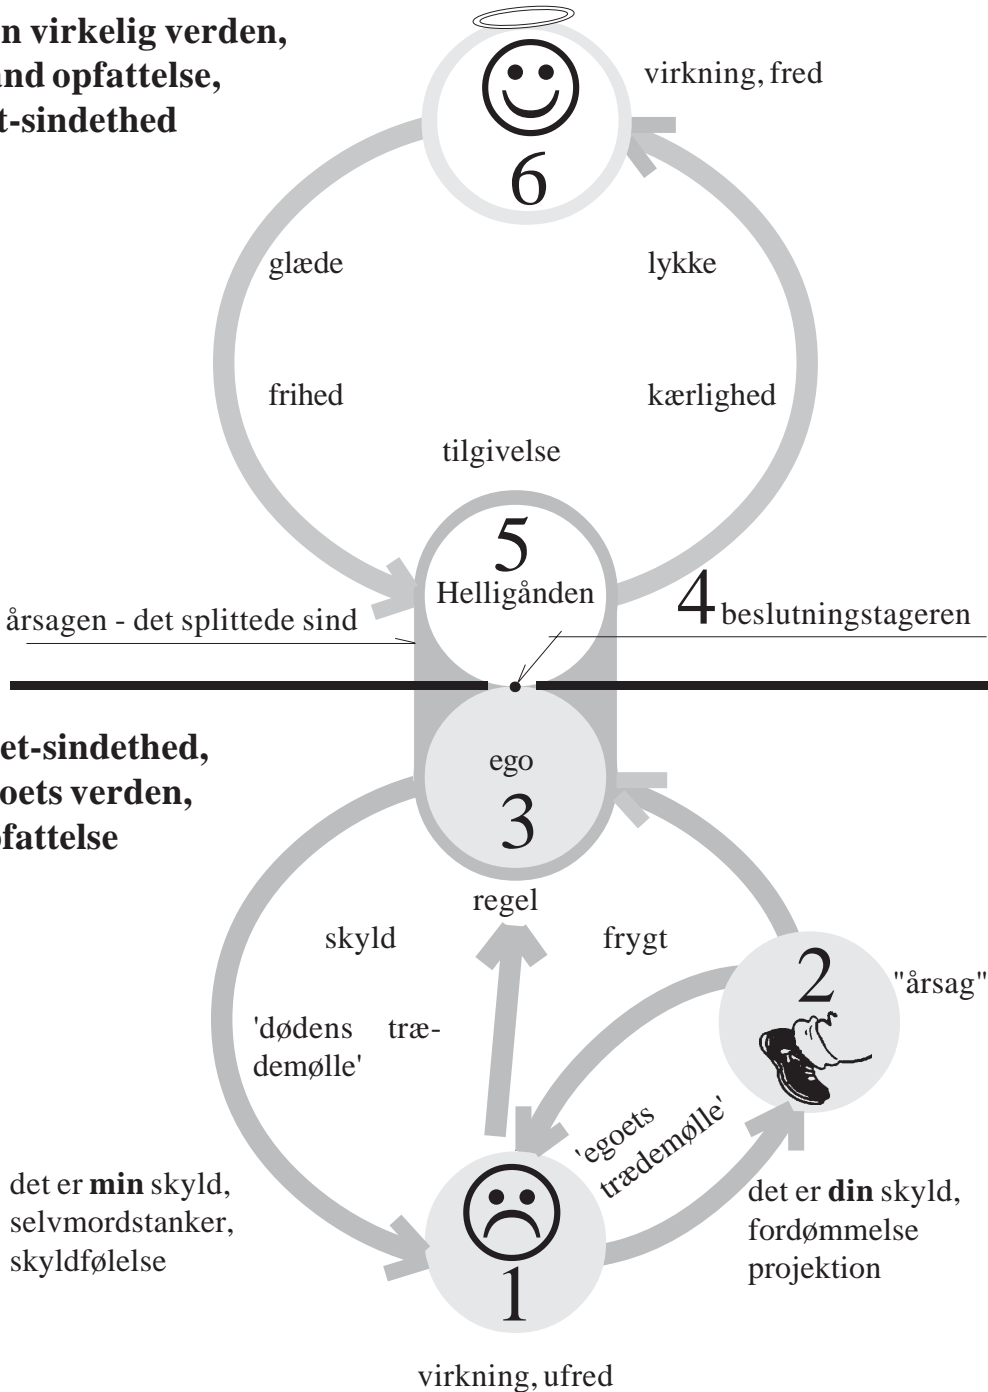 n virkelig verden,
and opfattelse,
t-sindethed
virkning, fred
6
glæde
lykke
frihed
kærlighed
tilgivelse
5
Helligånden
4 beslutningstageren
årsagen - det splittede sind
et-sindethed,
oets verden,
fattelse
ego
3
regel
skyld
frygt
2
"årsag"
'dødens træ-
demølle'
'egoets
trædemølle'
det er min skyld,
selvmordstanker,
skyldfølelse
det er din skyld,
fordømmelse
projektion
1
virkning, ufred